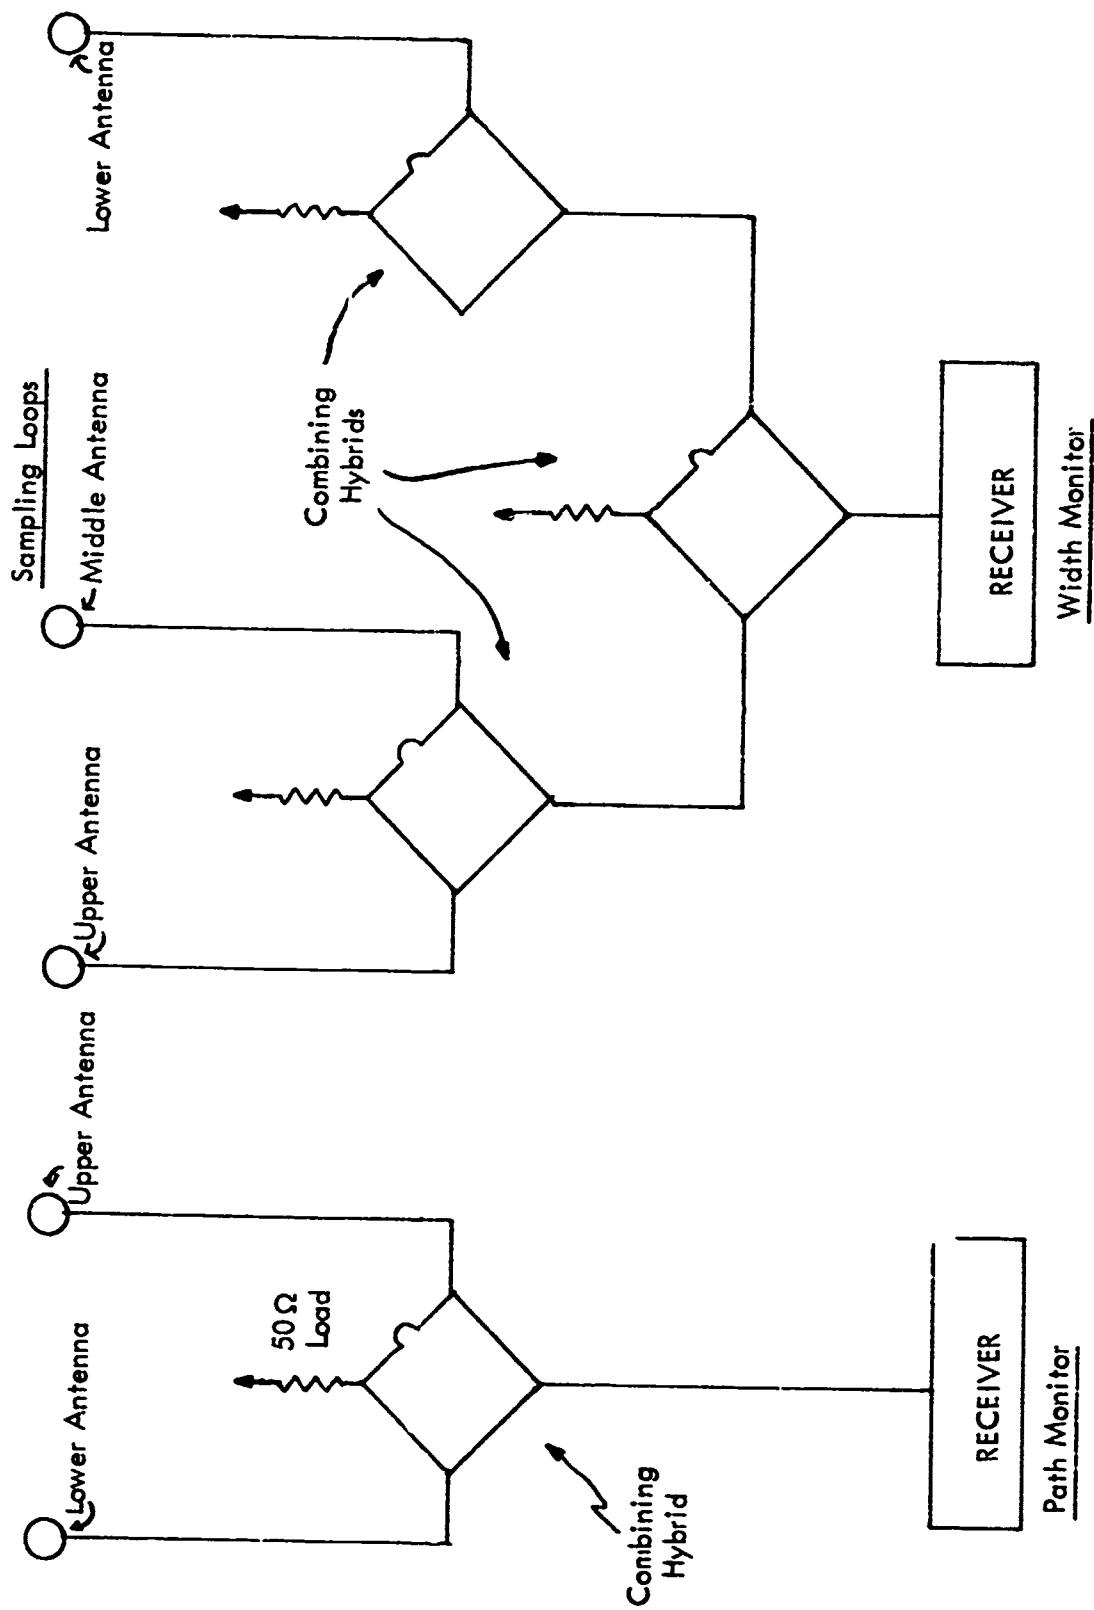 Sampling Loops
Lower Antenna
Upper Antenna
Upper Antenna
Middle Antenna
Lower Antenna
50Ω
Load
Combining
Hybrids
Combining
Hybrid
RECEIVER
Path Monitor
RECEIVER
Width Monitor